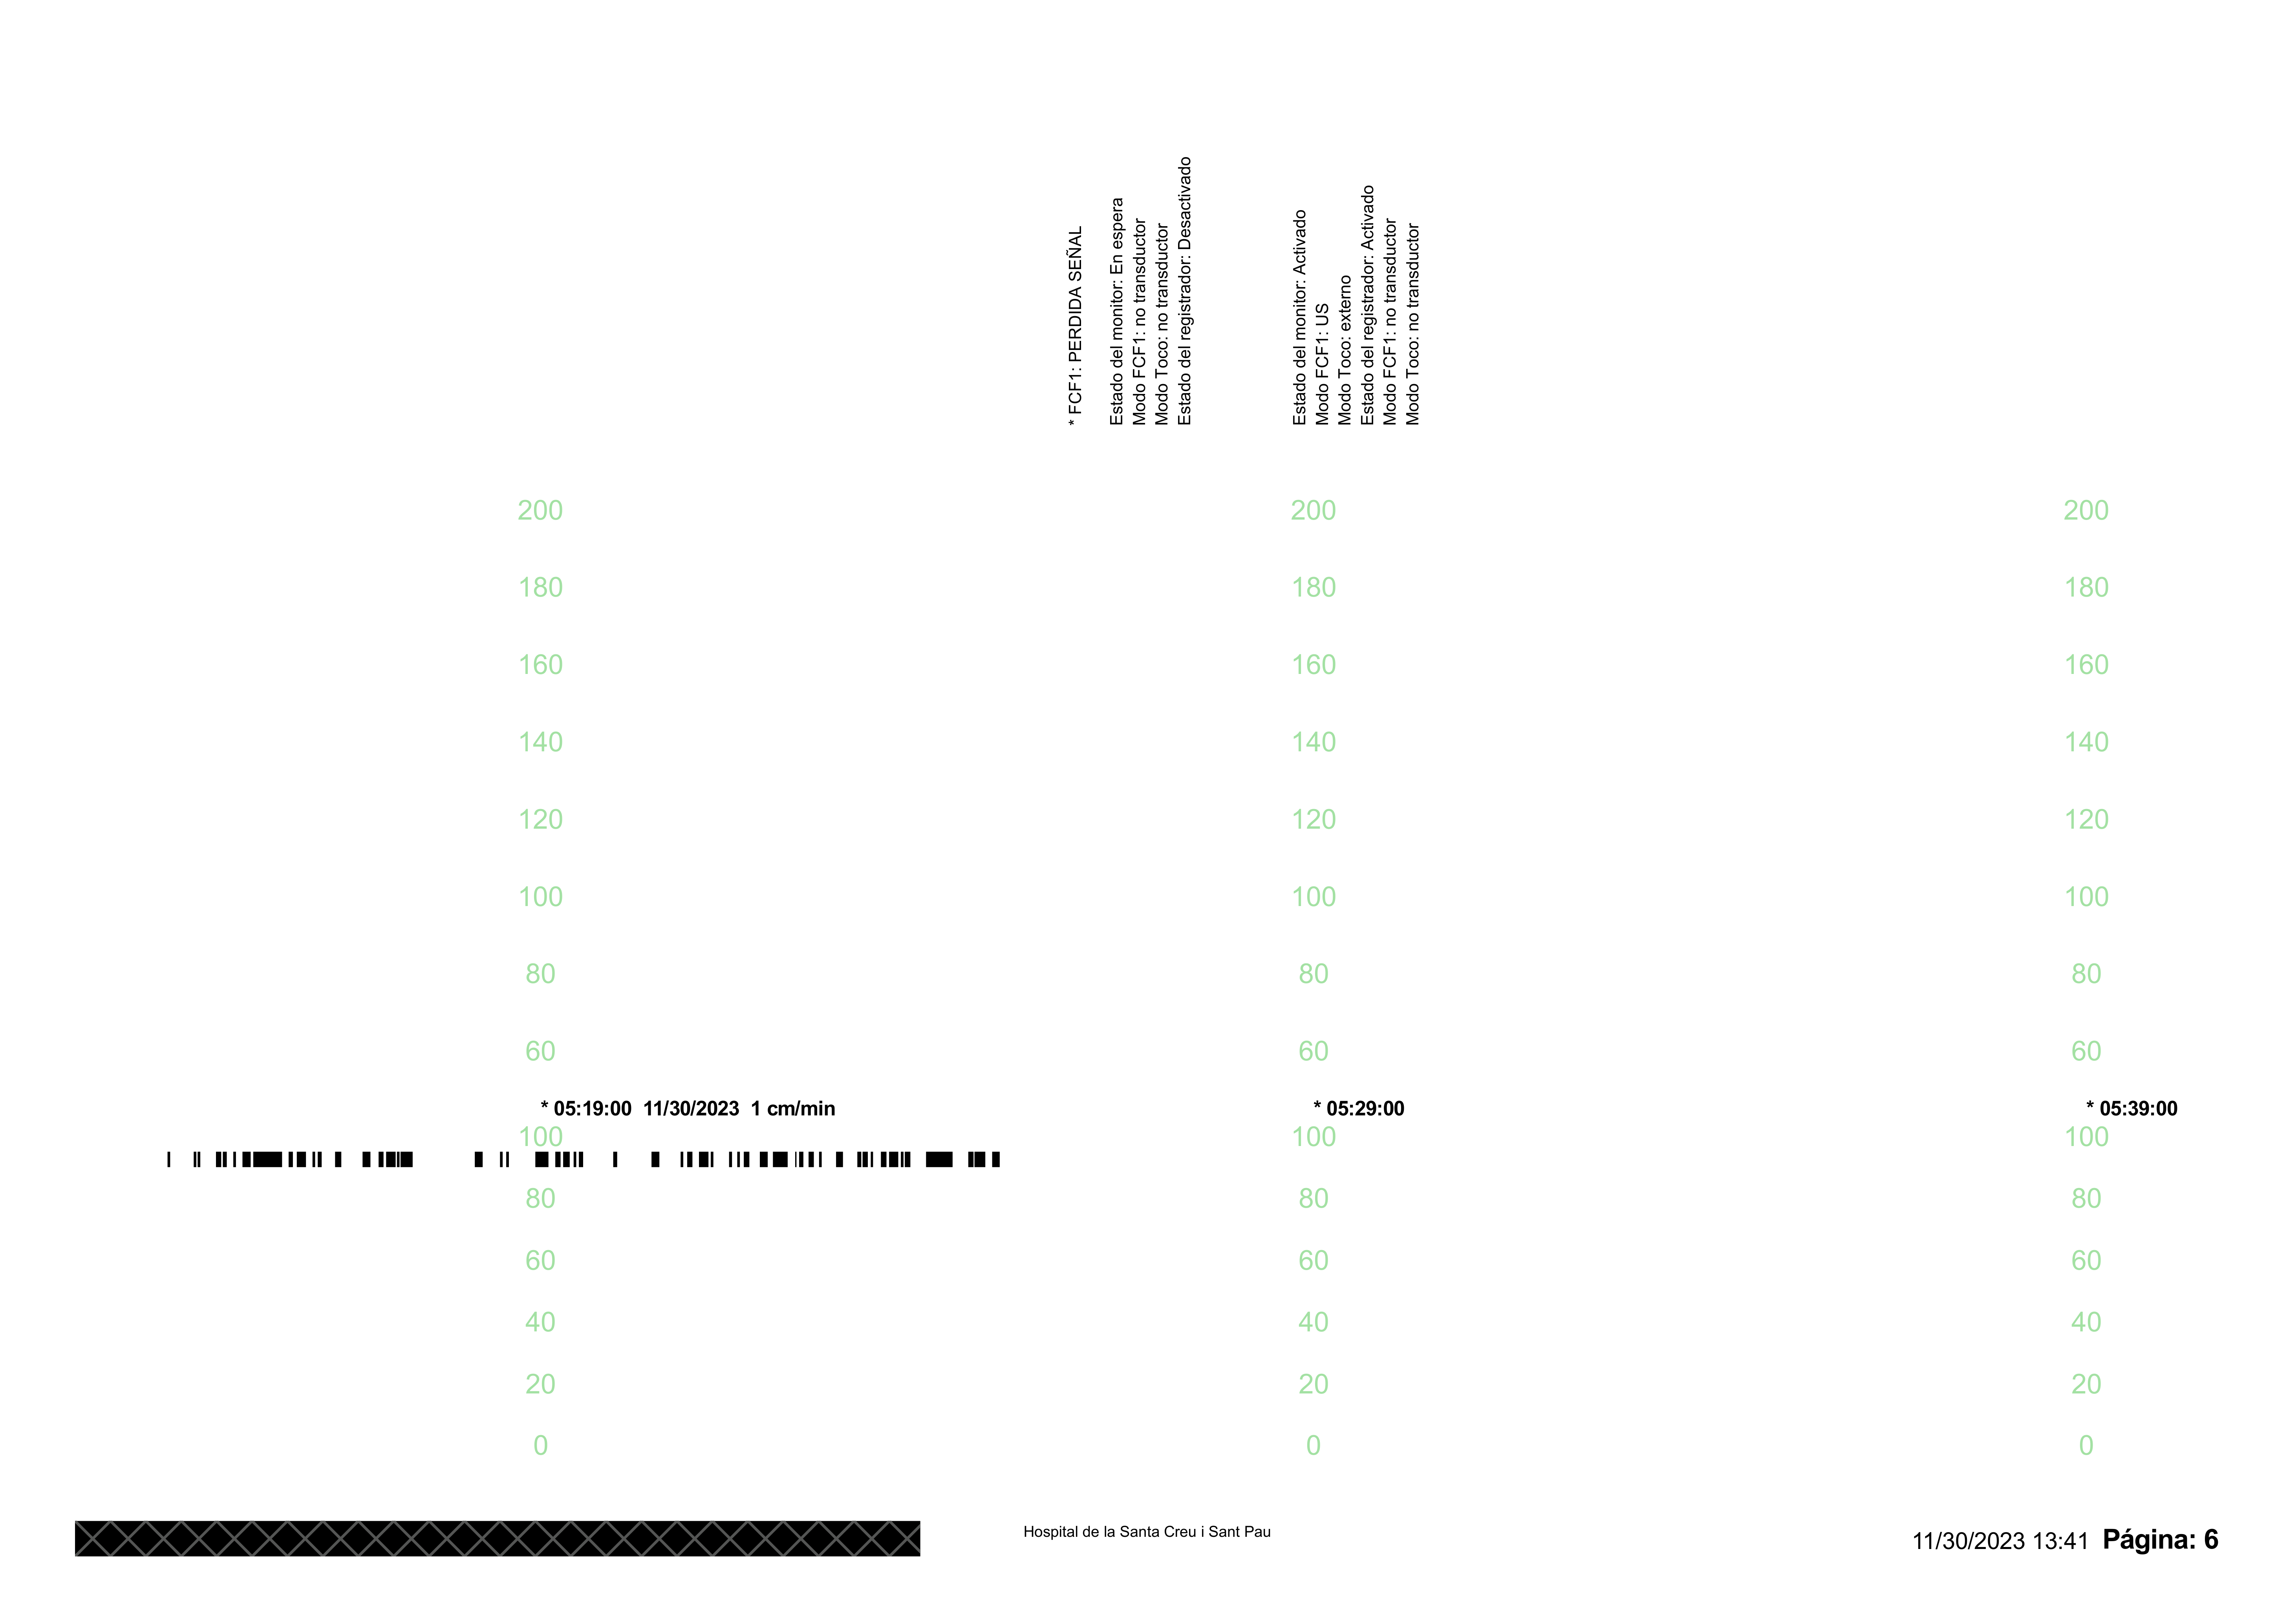 * FCF1: PERDIDA SEÑAL
Estado del monitor: En espera
Modo FCF1: no transductor
Modo Toco: no transductor
Estado del registrador: Desactivado
Estado del monitor: Activado
Modo FCF1: US
Modo Toco: externo
Estado del registrador: Activado
Modo FCF1: no transductor
Modo Toco: no transductor
200 200 200
180 180 180
160 160 160
140 140 140
120 120 120
100 100 100
80 80 80
60 60 60
* 05:19:00 11/30/2023 1 cm/min * 05:29:00 * 05:39:00
100 100 100
80 80 80
60 60 60
40 40 40
20 20 20
0 0 0
Hospital de la Santa Creu i Sant Pau
11/30/2023 13:41 Página: 6